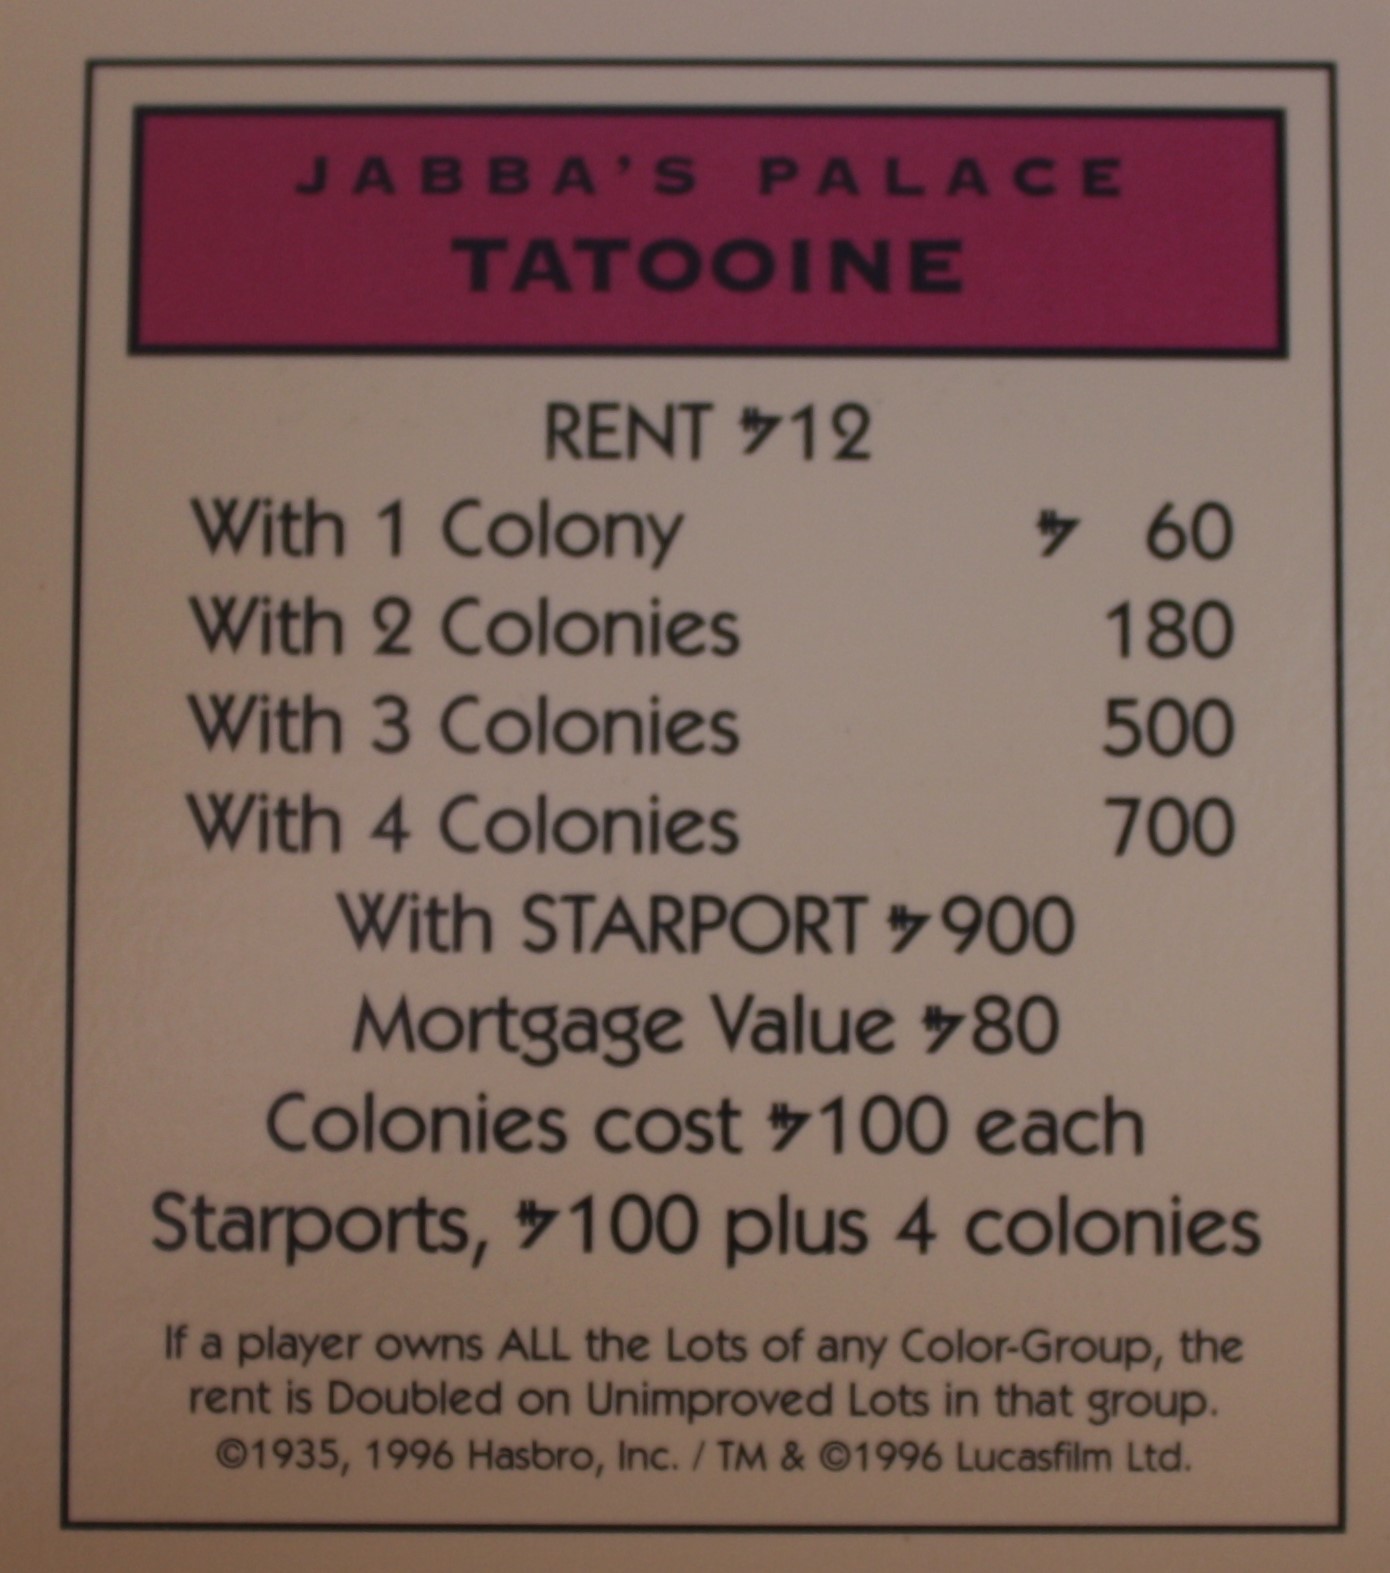 JABBA'S PALACE
TATOOINE
RENT 12
With 1 Colony 60
With 2 Colonies 180
With 3 Colonies 500
With 4 Colonies 700
With STARPORT 900
Mortgage Value 80
Colonies cost 100 each
Starports, 100 plus 4 colonies
If a player owns ALL the Lots of any Color-Group, the
rent is Doubled on Unimproved Lots in that group.
©1935, 1996 Hasbro, Inc. / TM & ©1996 Lucasfilm Ltd.